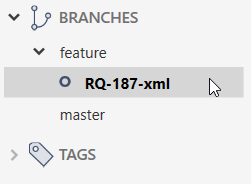 BRANCHES
feature
RQ-187-xml
master
TAGS